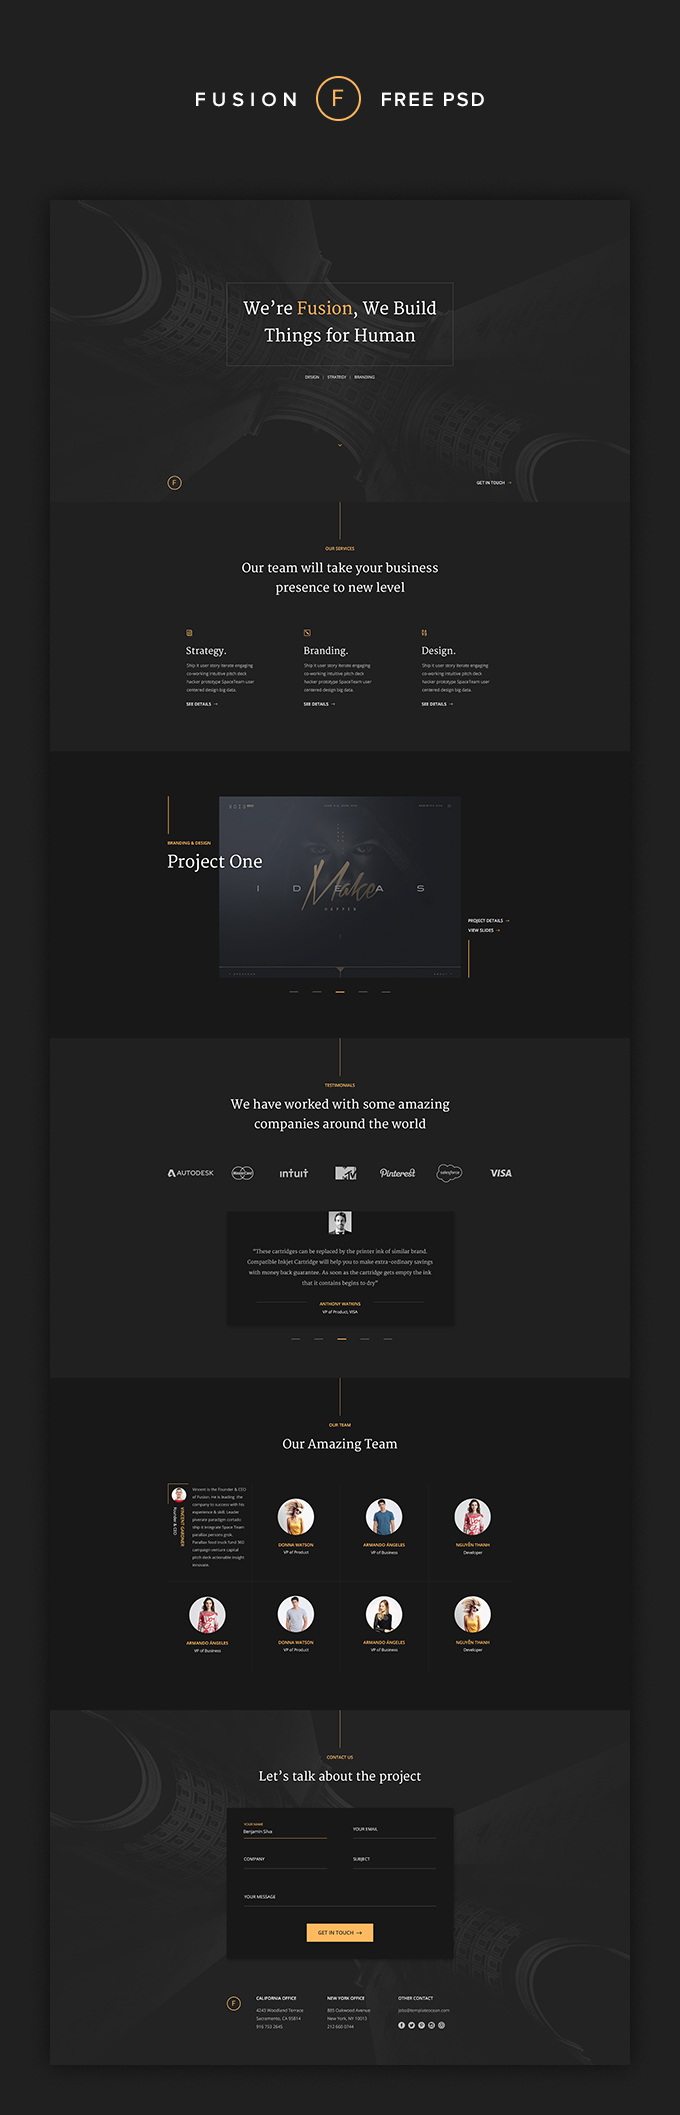 FUSION F FREE PSD
We're Fusion, We Build
Things for Human
DESIGN | STRATEGY | BRANDING
F
GET IN TOUCH →
OUR SERVICES
Our team will take your business
presence to new level
Strategy.
Ship it user story iterate engaging
co-working intuitive pitch deck
hacker prototype SpaceTeam user
centered design big data.
SEE DETAILS →
Branding.
Ship it user story iterate engaging
co-working intuitive pitch deck
hacker prototype SpaceTeam user
centered design big data.
SEE DETAILS →
Design.
Ship it user story iterate engaging
co-working intuitive pitch deck
hacker prototype SpaceTeam user
centered design big data.
SEE DETAILS →
BRANDING & DESIGN
Project One
IDEAS
Make
HAPPEN
PROJECT DETAILS →
VIEW SLIDES →
TESTIMONIALS
We have worked with some amazing
companies around the world
AUTODESK MasterCard intuit MTV Pinterest salesforce VISA
"These cartridges can be replaced by the printer ink of similar brand.
Compatible Inkjet Cartridge will help you to make extra-ordinary savings
with money back guarantee. As soon as the cartridge gets empty the ink
that it contains begins to dry"
ANTHONY WATKINS
VP of Product, VISA
OUR TEAM
Our Amazing Team
VINCENT GARDNER
Founder & CEO
Vincent is the Founder & CEO
of Fusion. He is leading the
company to success with his
experience & skill. Leader
pivorate paradigm contado
ship it integrate Space Team
parallax persona grok.
Parallax food truck fund 360
campaign venture capital
pitch deck actionable insight
innovate.
DONNA WATSON
VP of Product
ARMANDO ÁNGELES
VP of Business
NGUYỄN THANH
Developer
ARMANDO ÁNGELES
VP of Business
DONNA WATSON
VP of Product
ARMANDO ÁNGELES
VP of Business
NGUYỄN THANH
Developer
CONTACT US
Let's talk about the project
YOUR NAME
Benjamin Silva
YOUR EMAIL
COMPANY
SUBJECT
YOUR MESSAGE
GET IN TOUCH →
F
CALIFORNIA OFFICE
4243 Woodland Terrace
Sacramento, CA 95814
916 753 2645
NEW YORK OFFICE
885 Oakwood Avenue
New York, NY 10013
212 660 0744
OTHER CONTACT
jobs@templateocean.com